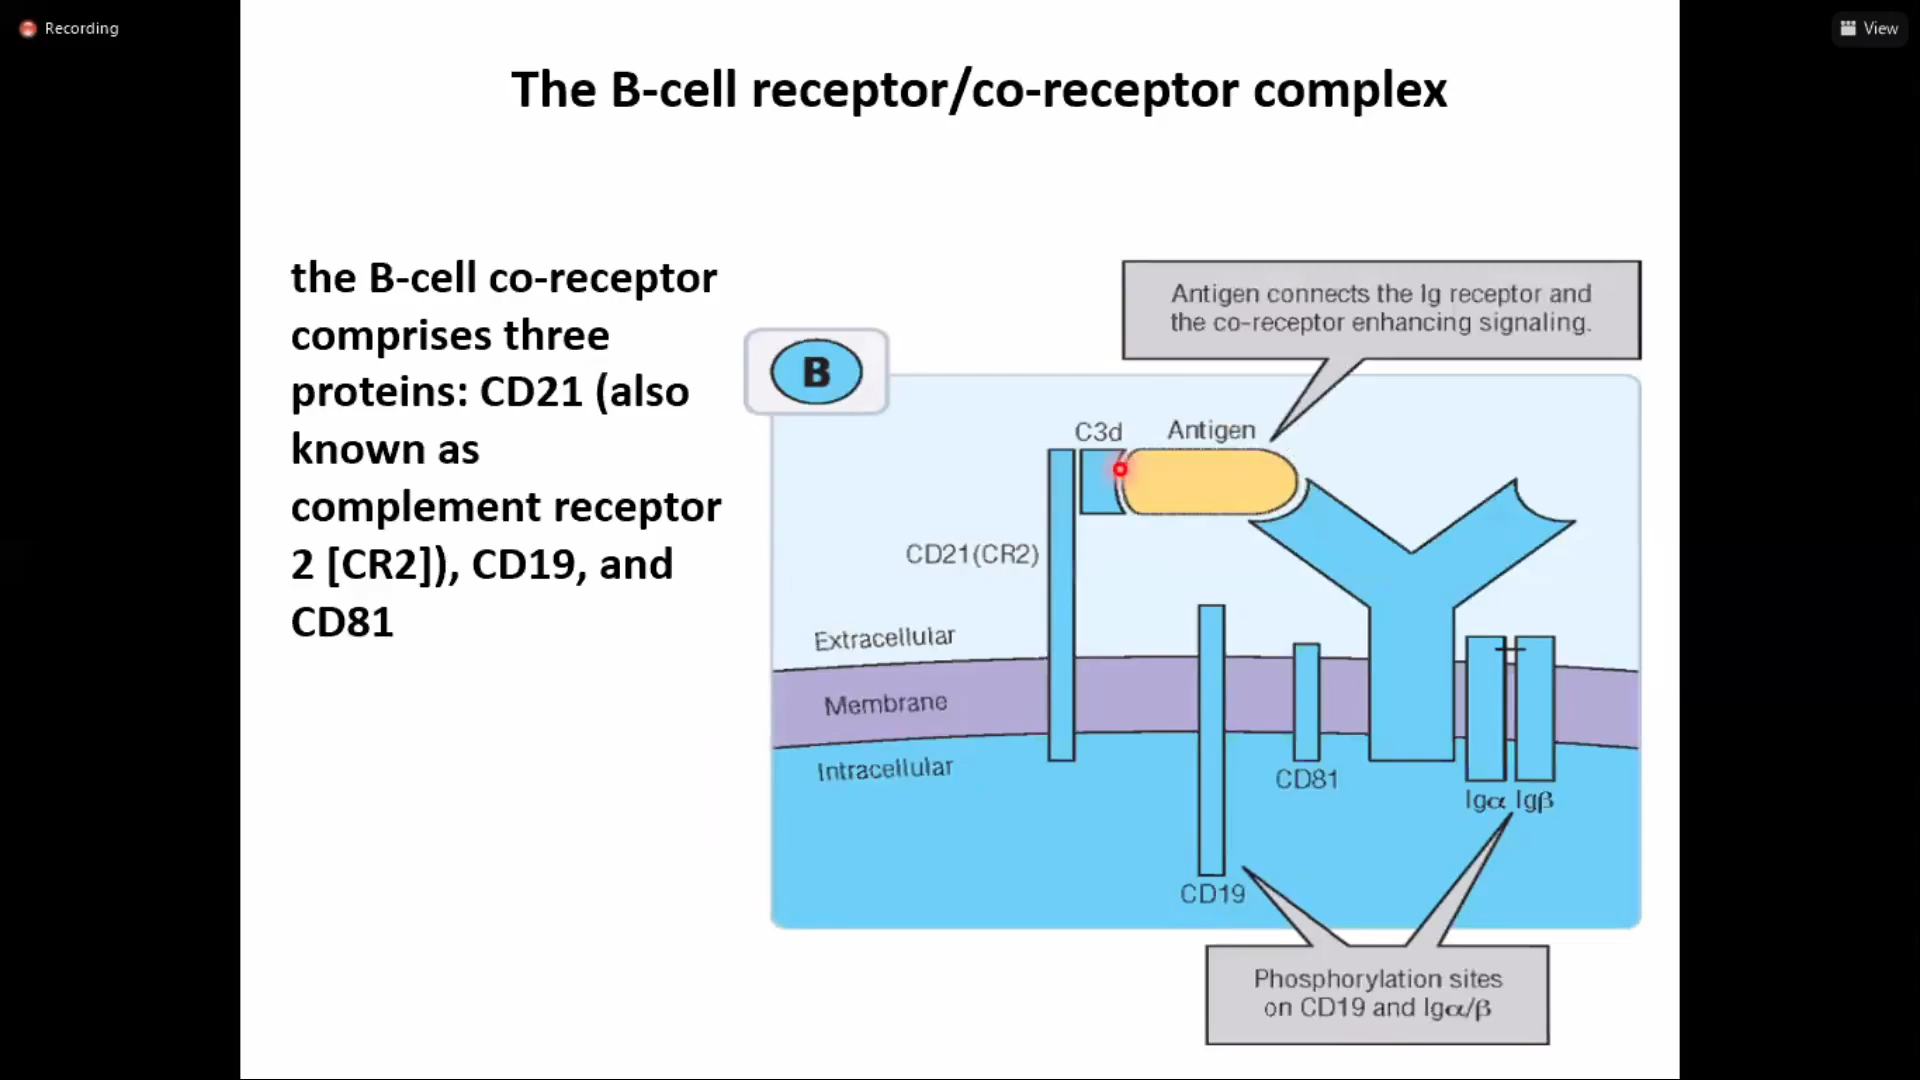 Recording
View
The B-cell receptor/co-receptor complex
the B-cell co-receptor
comprises three
proteins: CD21 (also
known as
complement receptor
2 [CR2]), CD19, and
CD81
Antigen connects the Ig receptor and
the co-receptor enhancing signaling.
B
C3d
Antigen
CD21(CR2)
Extracellular
Membrane
Intracellular
CD81
Igα Igβ
CD19
Phosphorylation sites
on CD19 and Igα/β